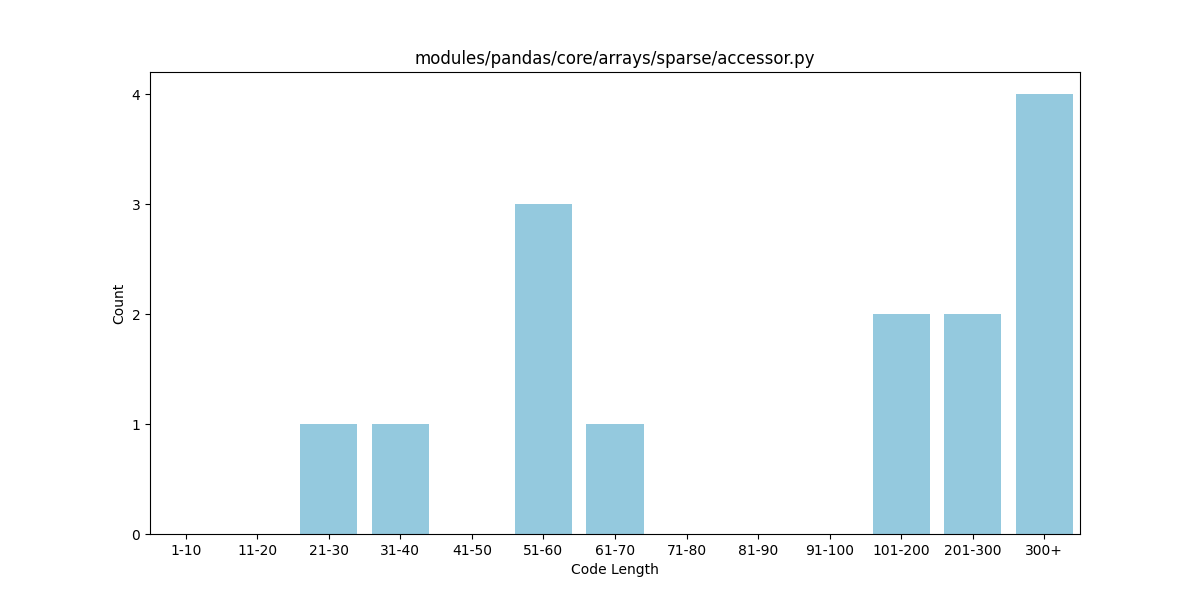 modules/pandas/core/arrays/sparse/accessor.py
Count
4
3
2
1
0
1-10 11-20 21-30 31-40 41-50 51-60 61-70 71-80 81-90 91-100 101-200 201-300 300+
Code Length